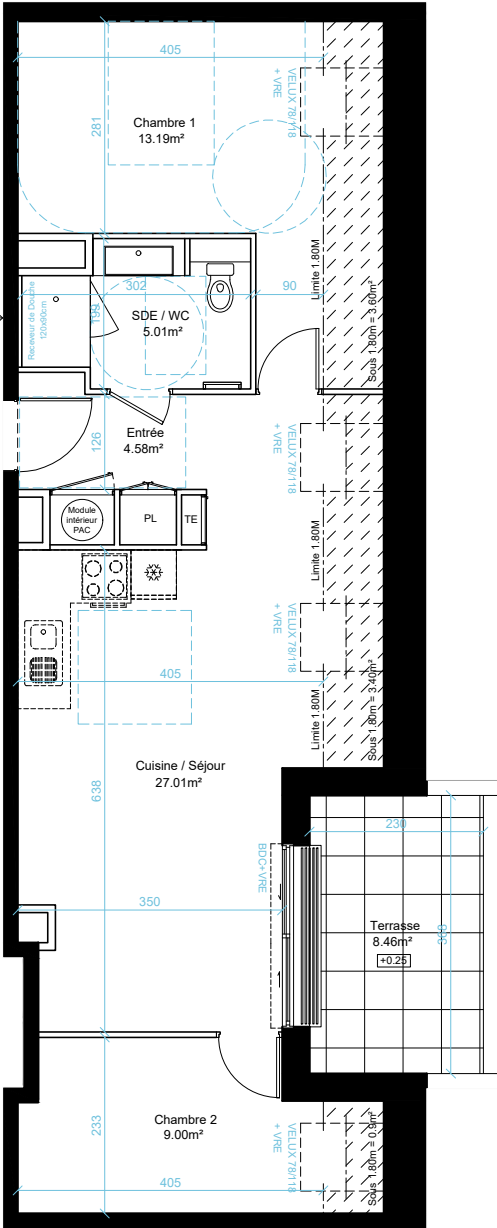 405
VELUX 78/118
+ VRE
281
Chambre 1
13.19m²
Limite 1.80M
Sous 1.80m = 3.60m²
302
90
Receveur de Douche
120x90cm
199
SDE / WC
5.01m²
126
Entrée
4.58m²
VELUX 78/118
+ VRE
Module
intérieur
PAC
PL
TE
Limite 1.80M
VELUX 78/118
+ VRE
405
Limite 1.80M
Sous 1.80m = 3.40m²
Cuisine / Séjour
27.01m²
638
230
BDC+VRE
350
Terrasse
8.46m²
+0.25
Chambre 2
9.00m²
233
VELUX 78/118
+ VRE
Sous 1.80m = 0.9m²
405